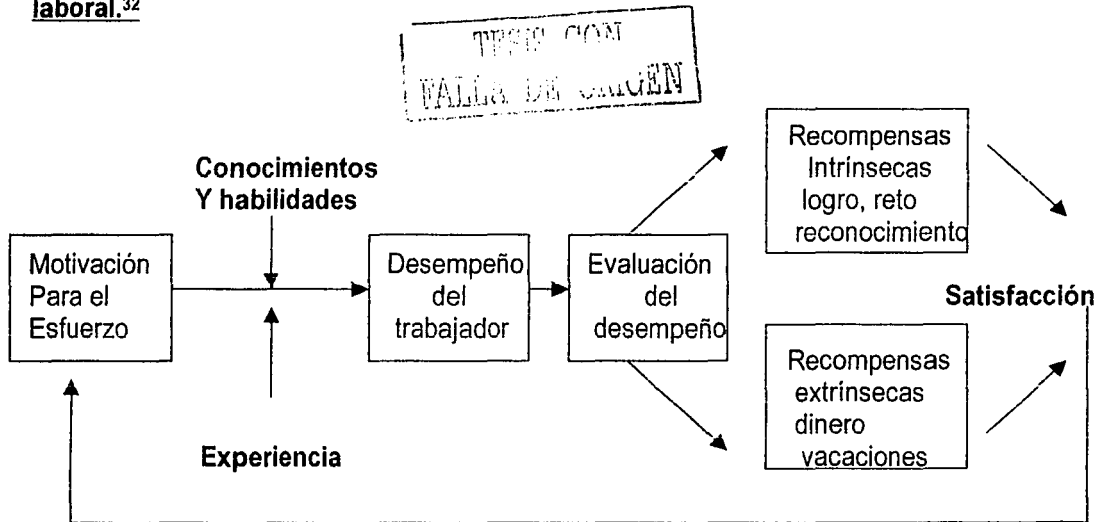 laboral.32
TESIS CON
FALLA DE ORIGEN
Conocimientos
Y habilidades
Motivación
Para el
Esfuerzo
Experiencia
Desempeño
del
trabajador
Evaluación
del
desempeño
Recompensas
Intrínsecas
logro, reto
reconocimiento
Recompensas
extrínsecas
dinero
vacaciones
Satisfacción